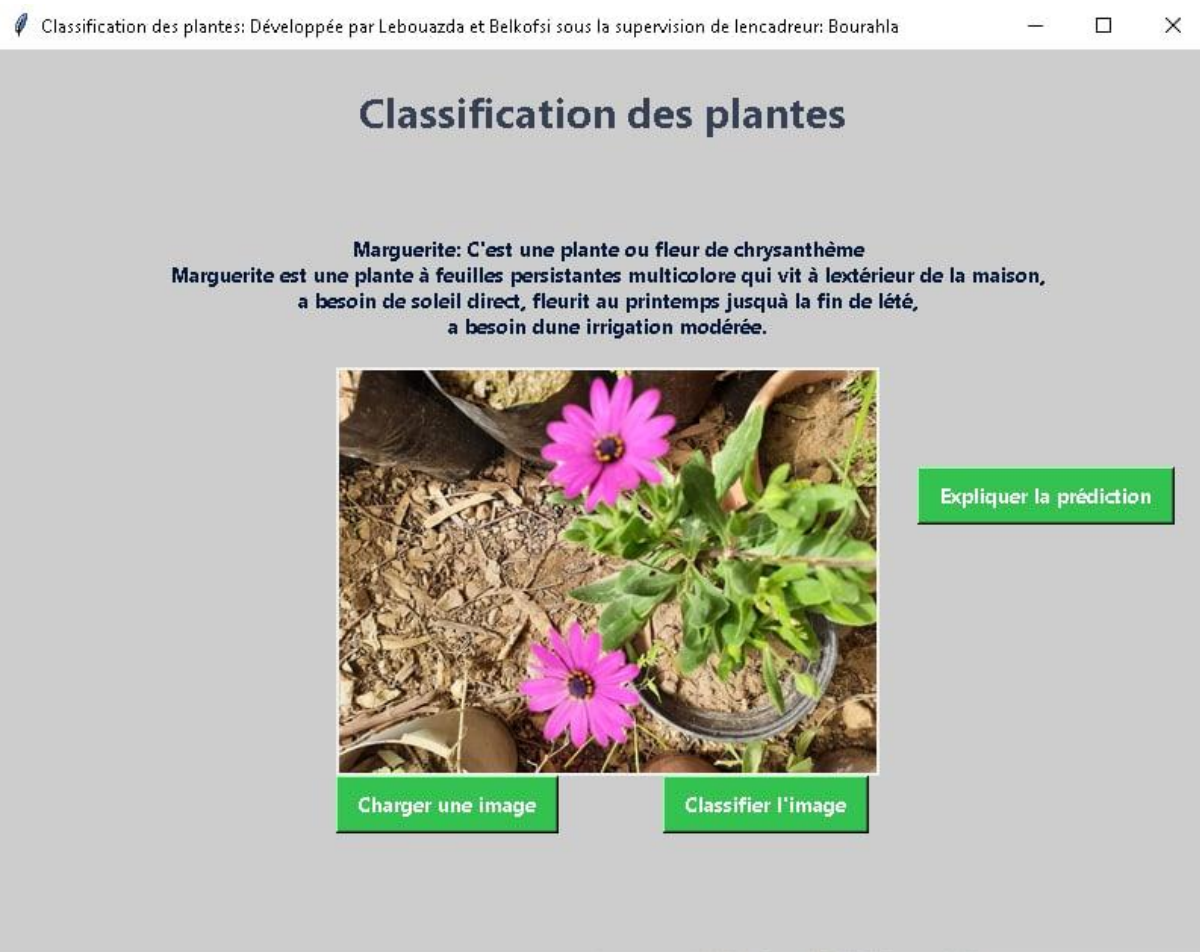 Classification des plantes: Développée par Lebouazda et Belkofsi sous la supervision de lencadreur: Bourahla
Classification des plantes
Marguerite: C'est une plante ou fleur de chrysanthème
Marguerite est une plante à feuilles persistantes multicolore qui vit à lextérieur de la maison,
a besoin de soleil direct, fleurit au printemps jusquà la fin de lété,
a besoin dune irrigation modérée.
Expliquer la prédiction
Charger une image
Classifier l'image